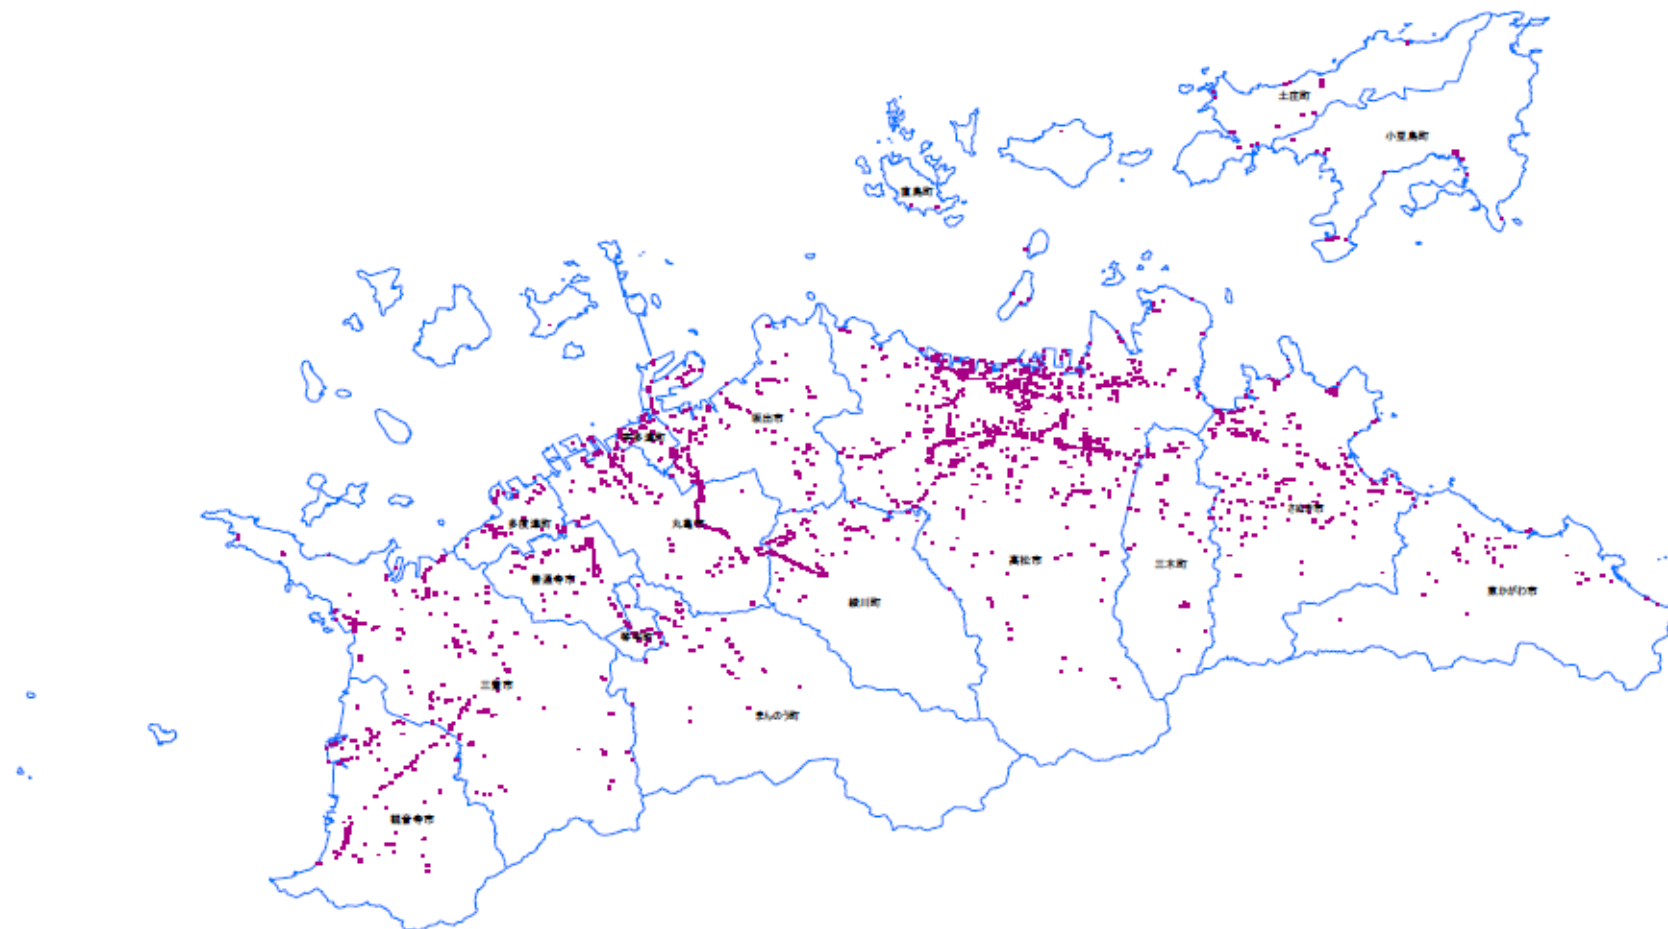 土庄町
小豆島町
直島町
坂出市
宇多津町
多度津町
丸亀市
さぬき市
善通寺市
高松市
三木町
東かがわ市
綾川町
琴平町
三豊市
まんのう町
観音寺市